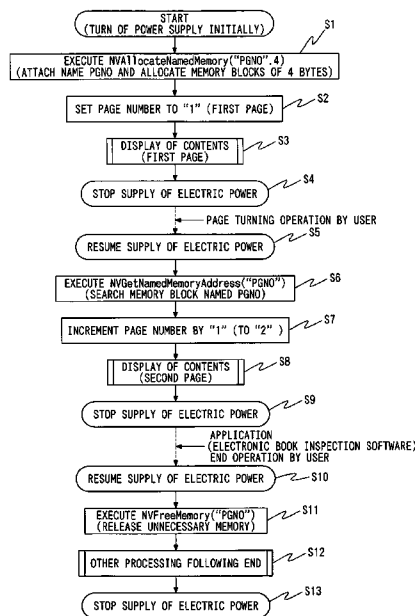 START
(TURN OF POWER SUPPLY INITIALLY)
S1
EXECUTE NVAllocateNamedMemory("PGNO".4)
(ATTACH NAME PGNO AND ALLOCATE MEMORY BLOCKS OF 4 BYTES)
S2
SET PAGE NUMBER TO "1" (FIRST PAGE)
S3
DISPLAY OF CONTENTS
(FIRST PAGE)
S4
STOP SUPPLY OF ELECTRIC POWER
PAGE TURNING OPERATION BY USER
S5
RESUME SUPPLY OF ELECTRIC POWER
S6
EXECUTE NVGetNamedMemoryAddress("PGNO")
(SEARCH MEMORY BLOCK NAMED PGNO)
S7
INCREMENT PAGE NUMBER BY "1" (TO "2" )
S8
DISPLAY OF CONTENTS
(SECOND PAGE)
S9
STOP SUPPLY OF ELECTRIC POWER
APPLICATION
(ELECTRONIC BOOK INSPECTION SOFTWARE)
END OPERATION BY USER
S10
RESUME SUPPLY OF ELECTRIC POWER
S11
EXECUTE NVFreeMemory("PGNO")
(RELEASE UNNECESSARY MEMORY)
S12
OTHER PROCESSING FOLLOWING END
S13
STOP SUPPLY OF ELECTRIC POWER